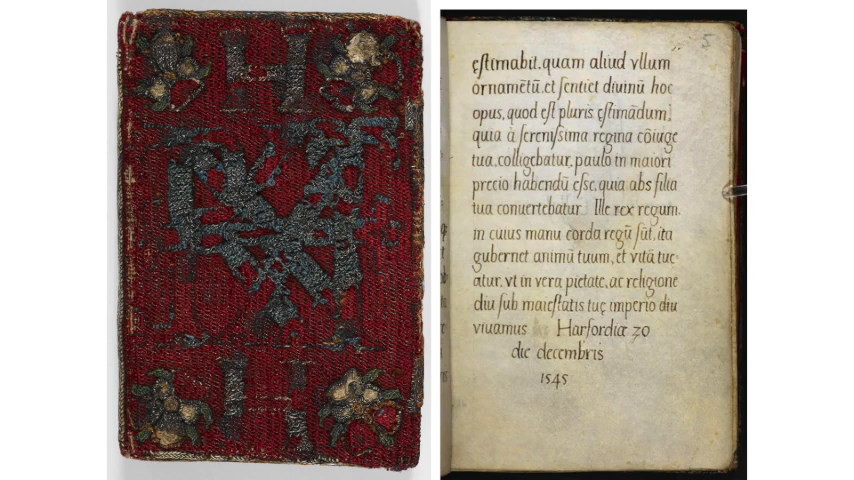 H
H
5
ęstimabit, quam aliud vllum
ornamētū, et sentiet diuinū hoc
opus, quod est pluris ęstimādum,
quia à serenissima regina cōiuge
tua, colligebatur, paulo in maiori
precio habendū esse, quia abs filia
tua conuertebatur. Ille rex regum,
in cuius manu corda regū sūt, ita
gubernet animū tuum, et vitā tue-
atur, vt in vera pietate, ac religione
diu sub maiestatis tuę imperio diu
viuamus Harfordiæ 30
die decembris
1545